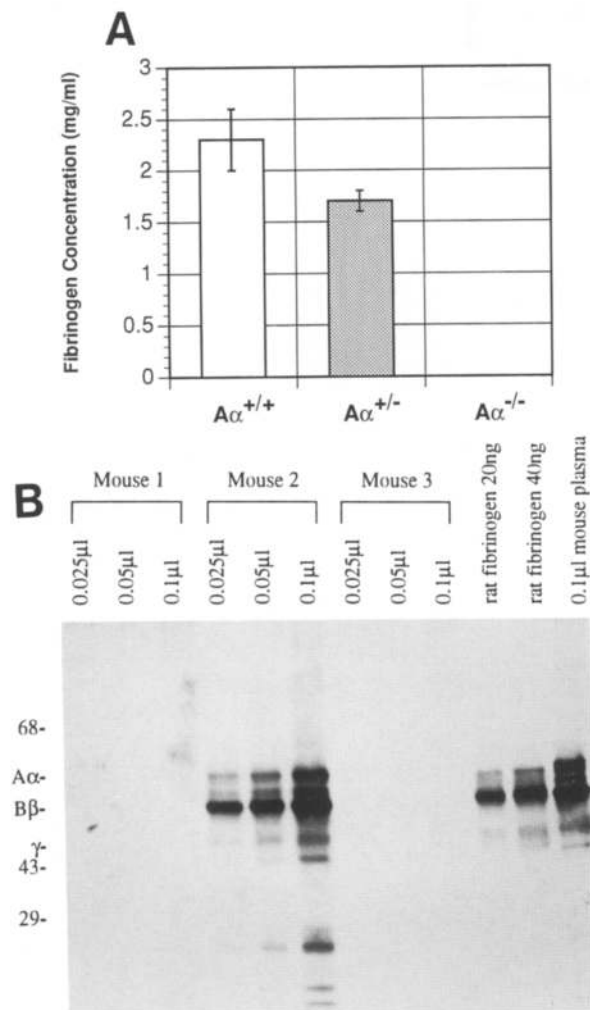 A
Fibrinogen Concentration (mg/ml)
3
2.5
2
1.5
1
0.5
0
Aα+/+
Aα+/-
Aα-/-
B
Mouse 1
Mouse 2
Mouse 3
0.025µl
0.05µl
0.1µl
0.025µl
0.05µl
0.1µl
0.025µl
0.05µl
0.1µl
rat fibrinogen 20ng
rat fibrinogen 40ng
0.1µl mouse plasma
68-
Aα-
Bβ-
γ-
43-
29-